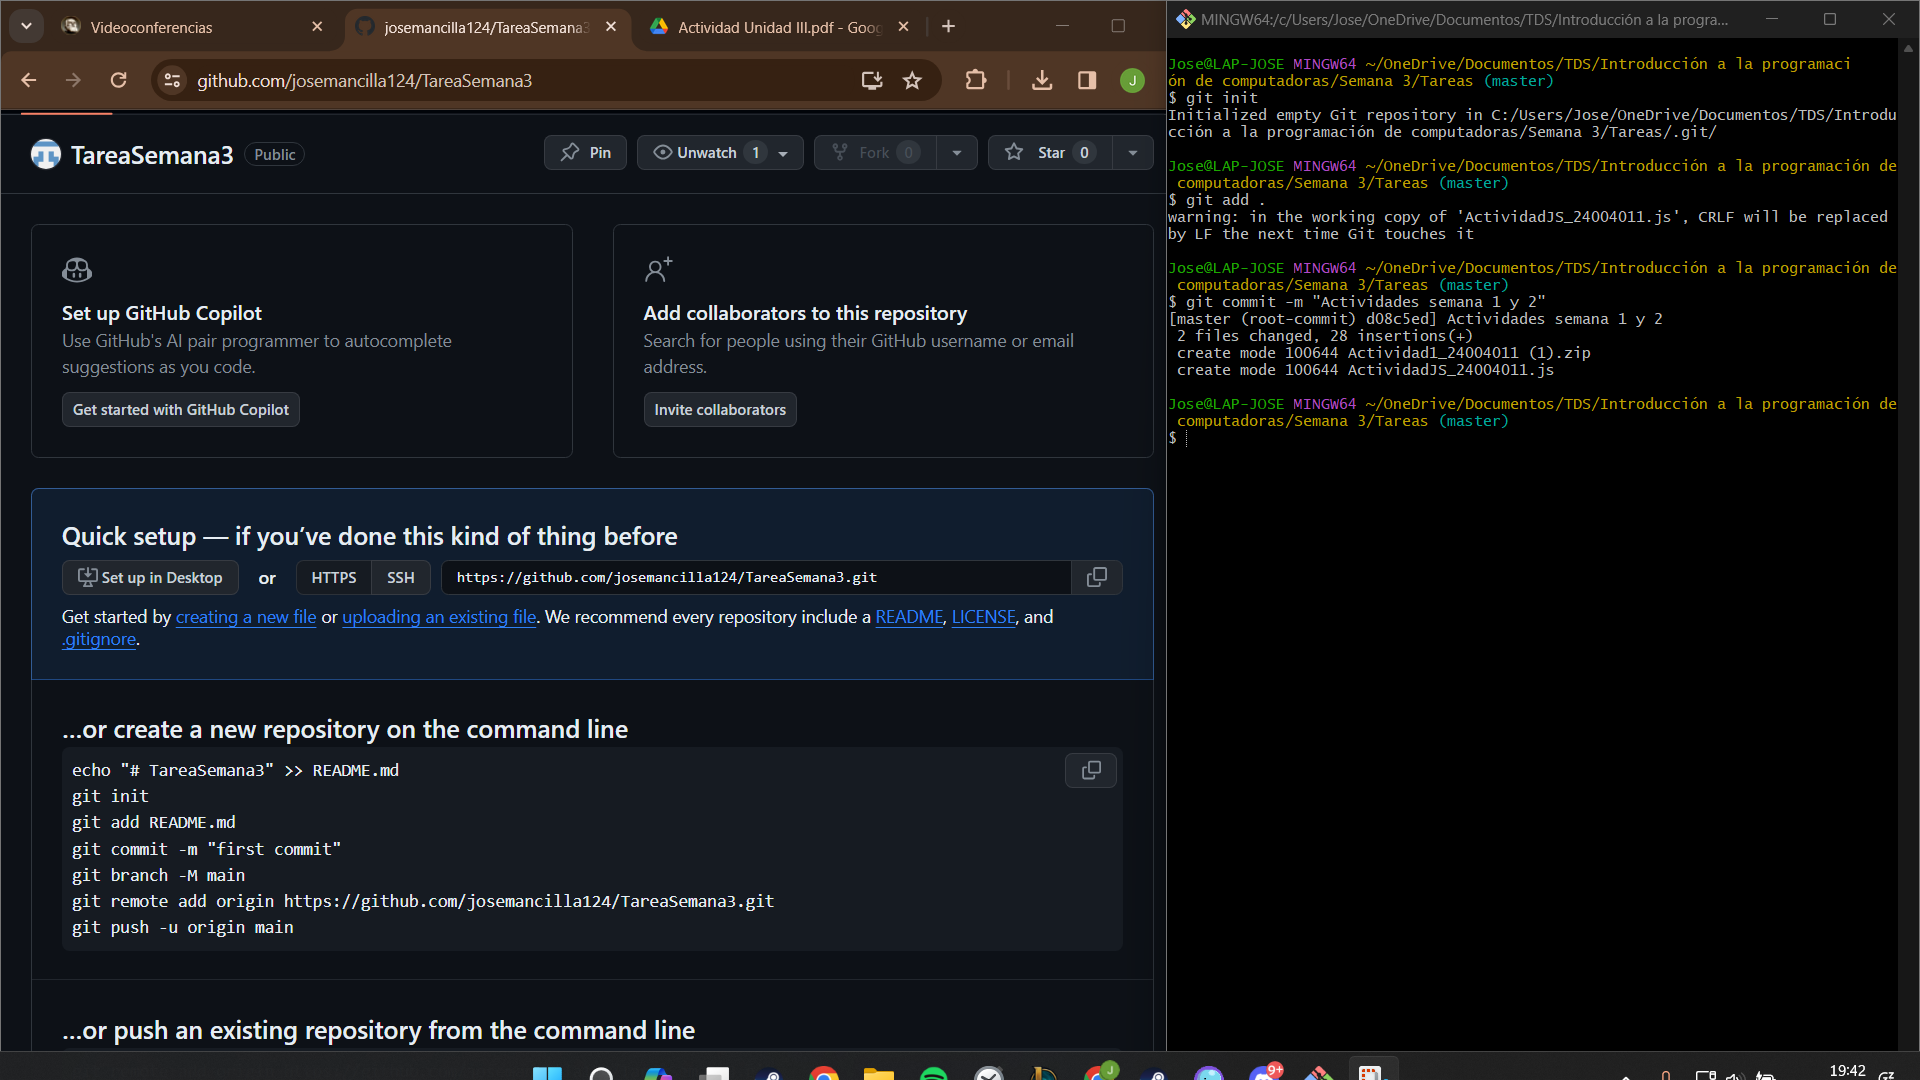 Videoconferencias
josemancilla124/TareaSemana3
Actividad Unidad III.pdf - Goog
github.com/josemancilla124/TareaSemana3
J
TareaSemana3
Public
Pin
Unwatch 1
Fork 0
Star 0
Set up GitHub Copilot
Use GitHub's AI pair programmer to autocomplete
suggestions as you code.
Get started with GitHub Copilot
Add collaborators to this repository
Search for people using their GitHub username or email
address.
Invite collaborators
Quick setup — if you’ve done this kind of thing before
Set up in Desktop or HTTPS SSH https://github.com/josemancilla124/TareaSemana3.git
Get started by creating a new file or uploading an existing file. We recommend every repository include a README, LICENSE, and
.gitignore.
…or create a new repository on the command line
echo "# TareaSemana3" >> README.md
git init
git add README.md
git commit -m "first commit"
git branch -M main
git remote add origin https://github.com/josemancilla124/TareaSemana3.git
git push -u origin main
…or push an existing repository from the command line
MINGW64:/c/Users/Jose/OneDrive/Documentos/TDS/Introducción a la progra...
Jose@LAP-JOSE MINGW64 ~/OneDrive/Documentos/TDS/Introducción a la programaci
ón de computadoras/Semana 3/Tareas (master)
$ git init
Initialized empty Git repository in C:/Users/Jose/OneDrive/Documentos/TDS/Introdu
cción a la programación de computadoras/Semana 3/Tareas/.git/
Jose@LAP-JOSE MINGW64 ~/OneDrive/Documentos/TDS/Introducción a la programación de
computadoras/Semana 3/Tareas (master)
$ git add .
warning: in the working copy of 'ActividadJS_24004011.js', CRLF will be replaced
by LF the next time Git touches it
Jose@LAP-JOSE MINGW64 ~/OneDrive/Documentos/TDS/Introducción a la programación de
computadoras/Semana 3/Tareas (master)
$ git commit -m "Actividades semana 1 y 2"
[master (root-commit) d08c5ed] Actividades semana 1 y 2
2 files changed, 28 insertions(+)
create mode 100644 Actividad1_24004011 (1).zip
create mode 100644 ActividadJS_24004011.js
Jose@LAP-JOSE MINGW64 ~/OneDrive/Documentos/TDS/Introducción a la programación de
computadoras/Semana 3/Tareas (master)
$
J
9+
19:42